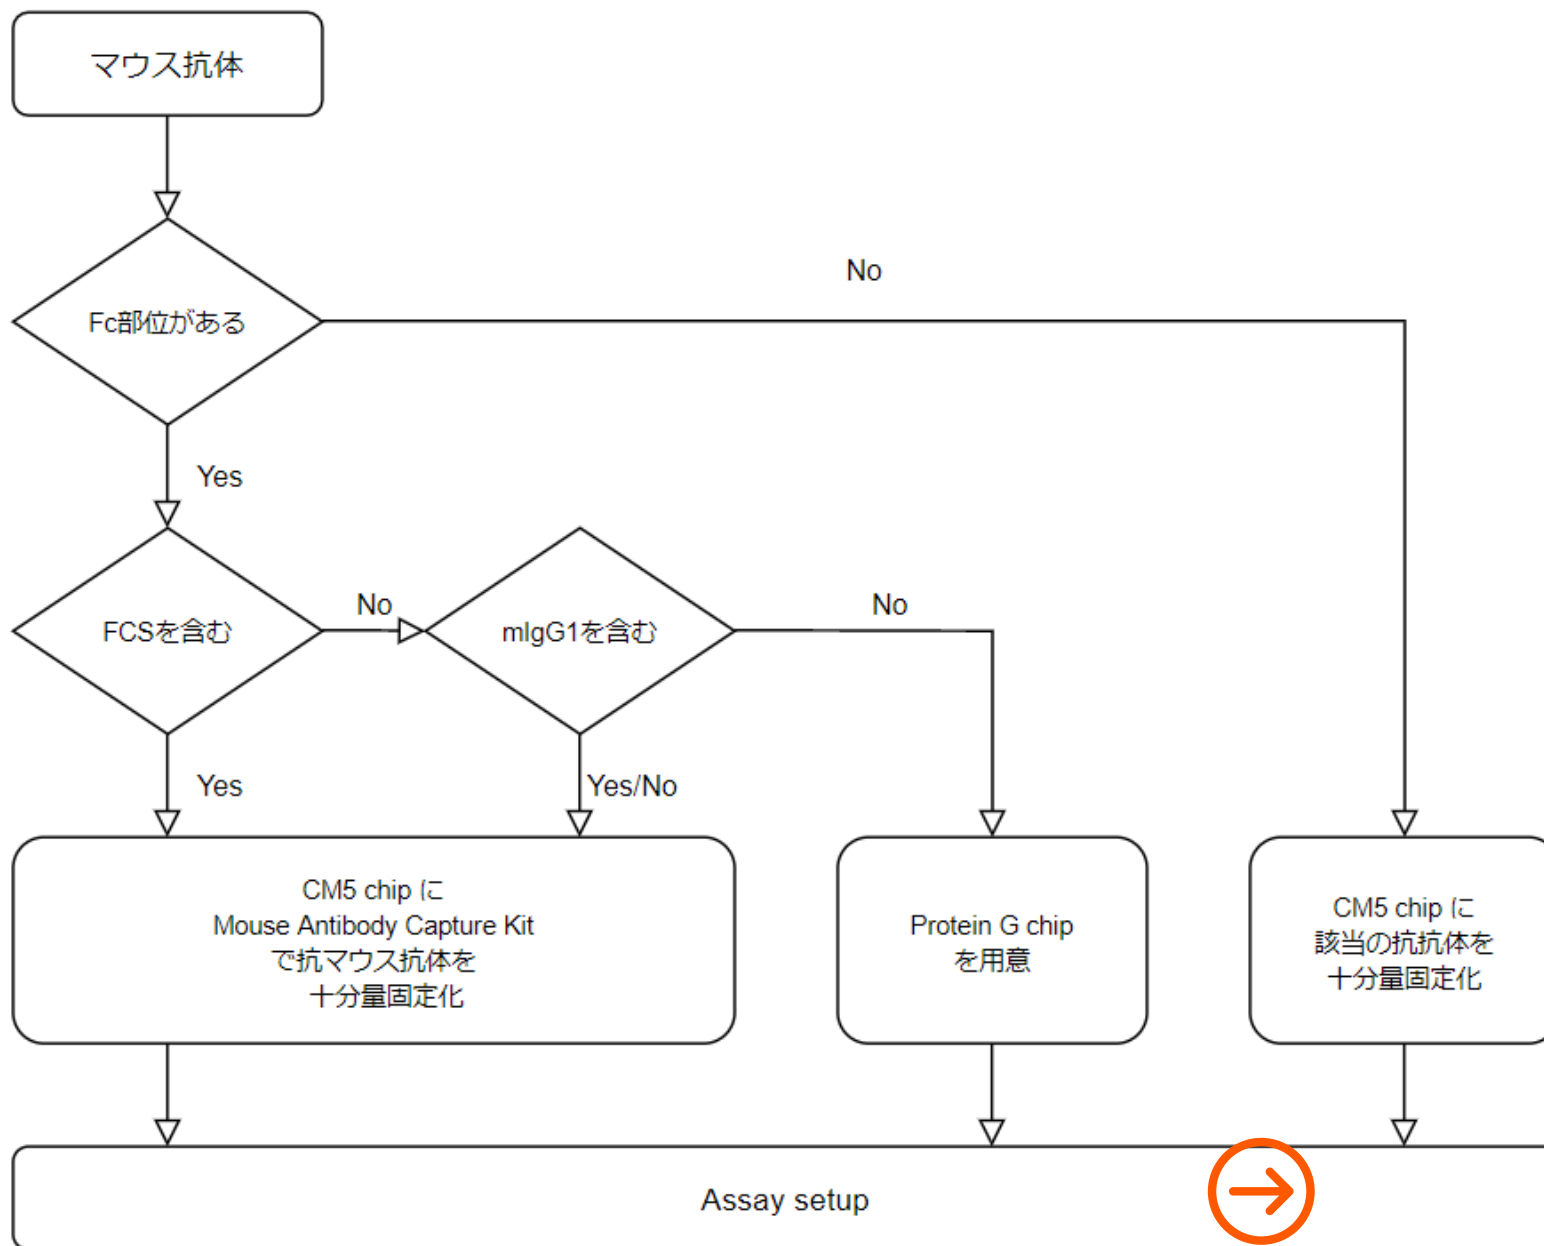 マウス抗体
No
Fc部位がある
Yes
FCSを含む
No
mIgG1を含む
No
Yes
Yes/No
CM5 chip に
Mouse Antibody Capture Kit
で抗マウス抗体を
十分量固定化
Protein G chip
を用意
CM5 chip に
該当の抗抗体を
十分量固定化
Assay setup